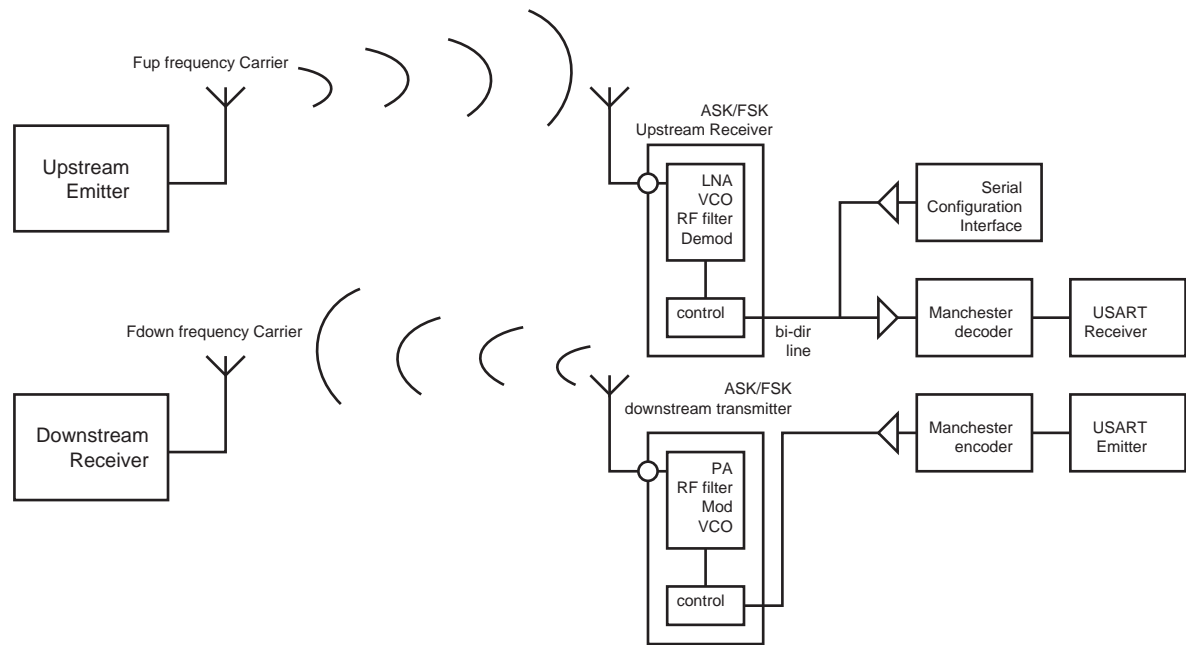 Fup frequency Carrier
Upstream
Emitter
ASK/FSK
Upstream Receiver
LNA
VCO
RF filter
Demod
control
bi-dir
line
Serial
Configuration
Interface
Manchester
decoder
USART
Receiver
Fdown frequency Carrier
Downstream
Receiver
ASK/FSK
downstream transmitter
PA
RF filter
Mod
VCO
control
Manchester
encoder
USART
Emitter